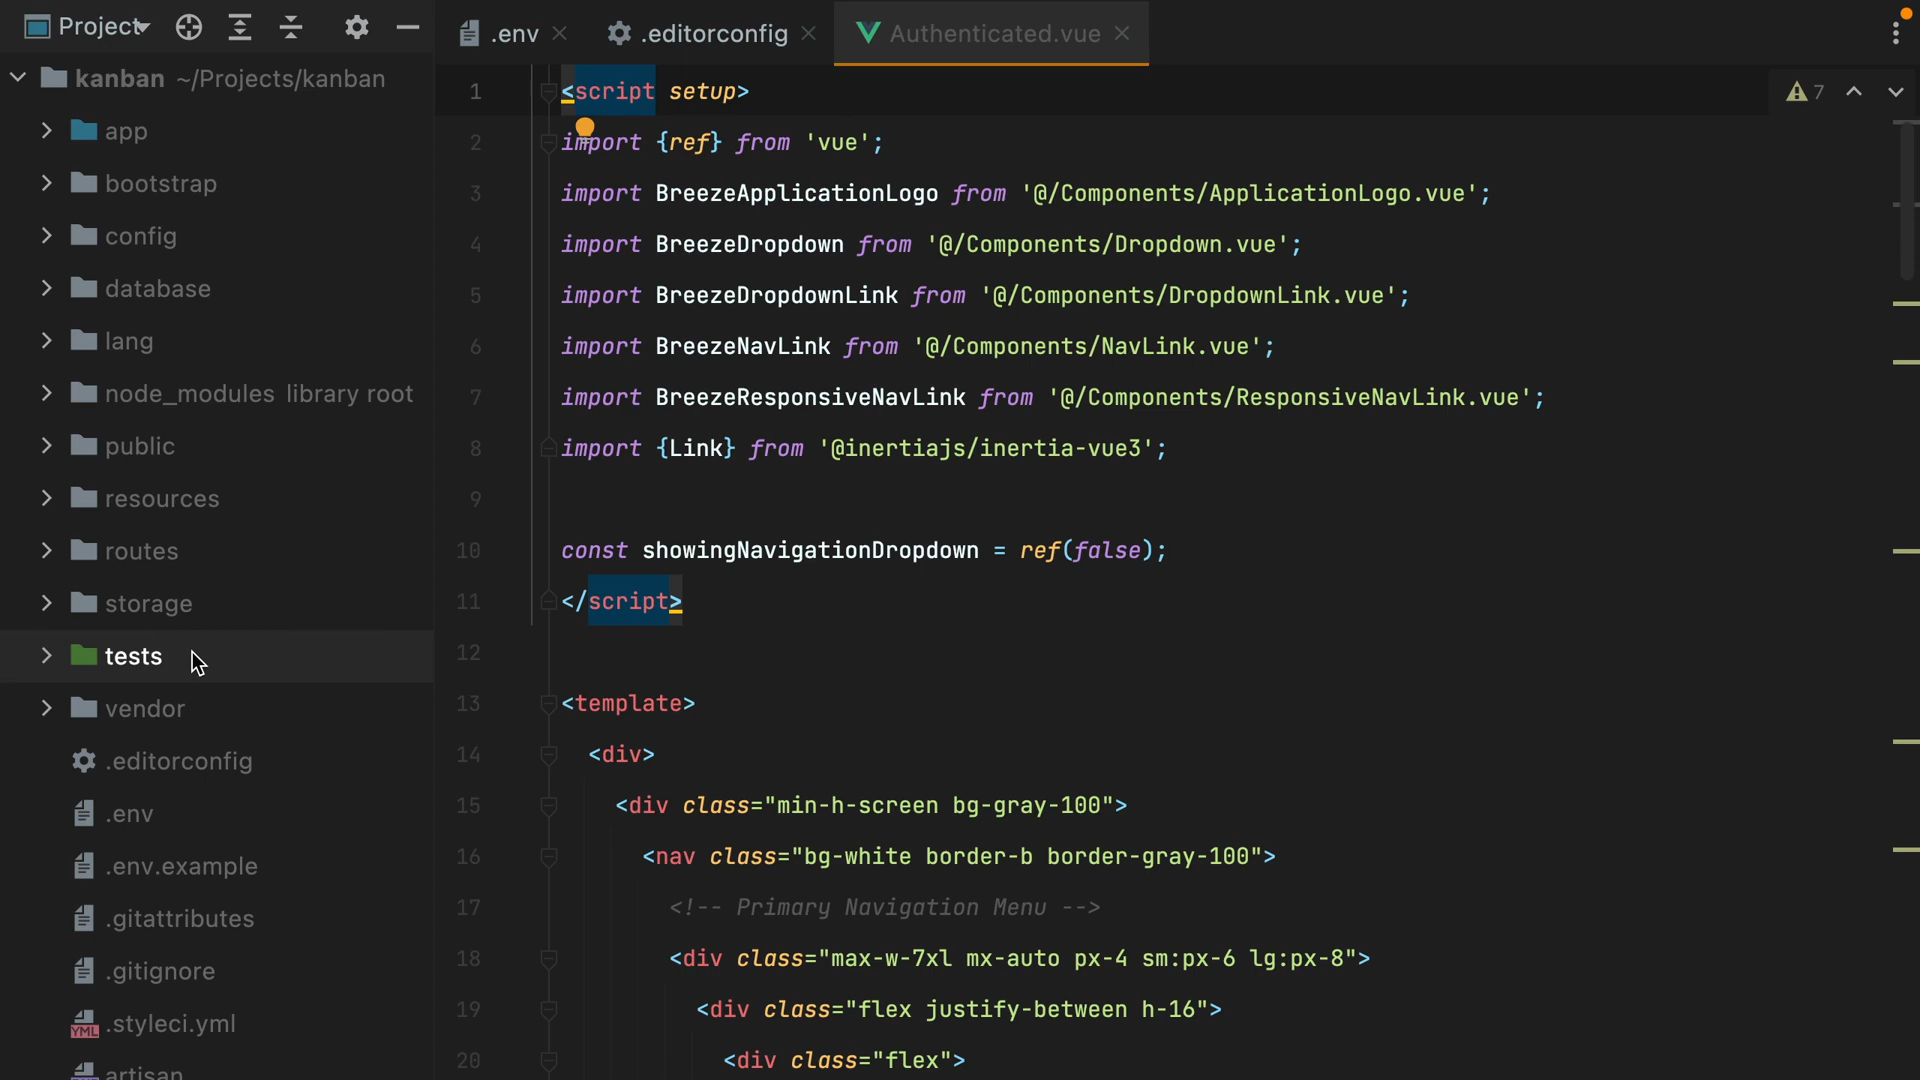 Project
kanban ~/Projects/kanban
app
bootstrap
config
database
lang
node_modules library root
public
resources
routes
storage
tests
vendor
.editorconfig
.env
.env.example
.gitattributes
.gitignore
YML .styleci.yml
artisan
.env
.editorconfig
Authenticated.vue
7
1 <script setup>
2 import {ref} from 'vue';
3 import BreezeApplicationLogo from '@/Components/ApplicationLogo.vue';
4 import BreezeDropdown from '@/Components/Dropdown.vue';
5 import BreezeDropdownLink from '@/Components/DropdownLink.vue';
6 import BreezeNavLink from '@/Components/NavLink.vue';
7 import BreezeResponsiveNavLink from '@/Components/ResponsiveNavLink.vue';
8 import {Link} from '@inertiajs/inertia-vue3';
9
10 const showingNavigationDropdown = ref(false);
11 </script>
12
13 <template>
14 <div>
15 <div class="min-h-screen bg-gray-100">
16 <nav class="bg-white border-b border-gray-100">
17 <!-- Primary Navigation Menu -->
18 <div class="max-w-7xl mx-auto px-4 sm:px-6 lg:px-8">
19 <div class="flex justify-between h-16">
20 <div class="flex">